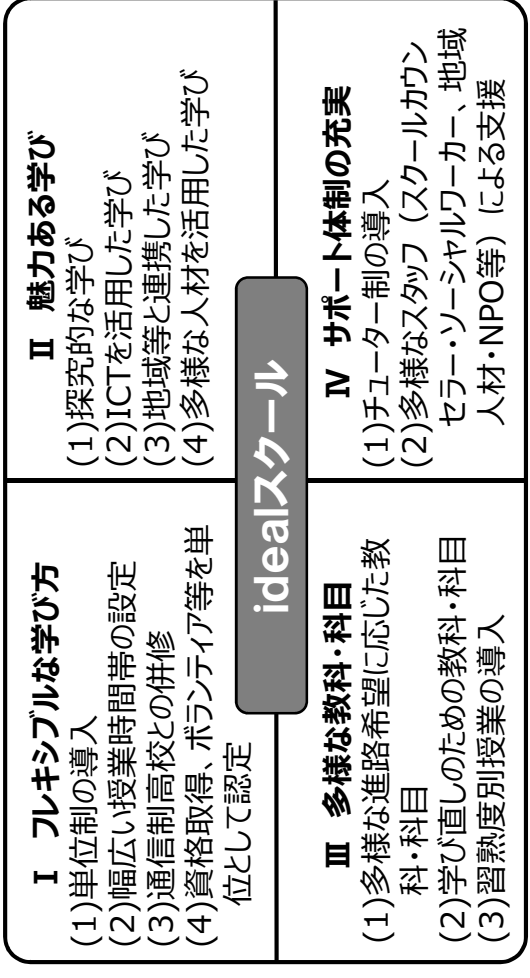 Ⅰ フレキシブルな学び方
(1)単位制の導入
(2)幅広い授業時間帯の設定
(3)通信制高校との併修
(4)資格取得、ボランティア等を単
位として認定
Ⅱ 魅力ある学び
(1)探究的な学び
(2)ICTを活用した学び
(3)地域等と連携した学び
(4)多様な人材を活用した学び
idealスクール
Ⅲ 多様な教科・科目
(1)多様な進路希望に応じた教
科・科目
(2)学び直しのための教科・科目
(3)習熟度別授業の導入
Ⅳ サポート体制の充実
(1)チューター制の導入
(2)多様なスタッフ（スクールカウン
セラー・ソーシャルワーカー、地域
人材・NPO等）による支援